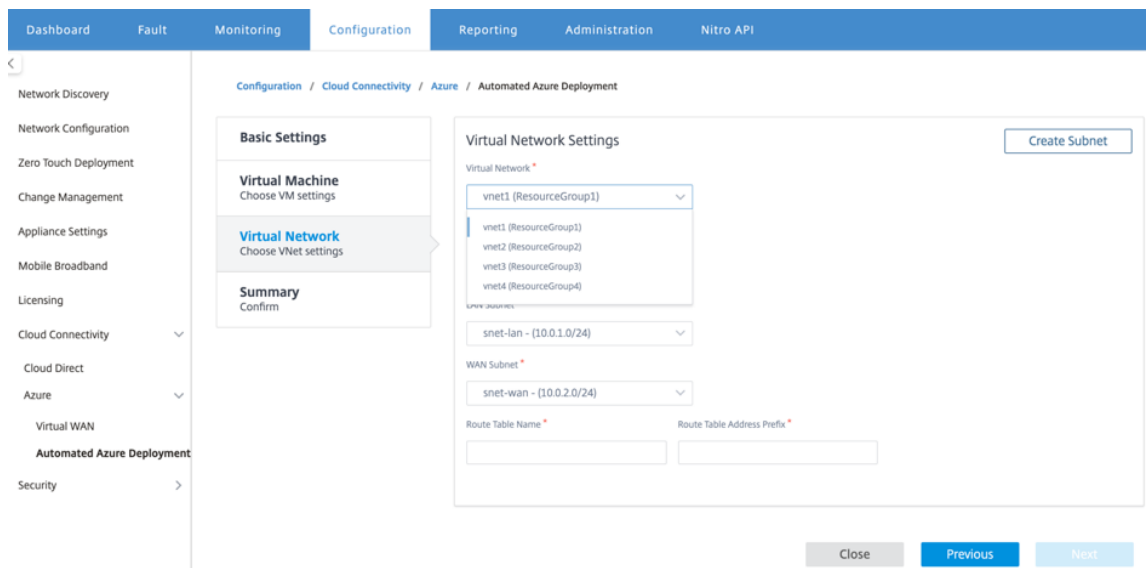 Dashboard Fault Monitoring Configuration Reporting Administration Nitro API
Network Discovery
Network Configuration
Zero Touch Deployment
Change Management
Appliance Settings
Mobile Broadband
Licensing
Cloud Connectivity
Cloud Direct
Azure
Virtual WAN
Automated Azure Deployment
Security
Configuration / Cloud Connectivity / Azure / Automated Azure Deployment
Basic Settings
Virtual Machine
Choose VM settings
Virtual Network
Choose VNet settings
Summary
Confirm
Virtual Network Settings
Create Subnet
Virtual Network *
vnet1 (ResourceGroup1)
vnet1 (ResourceGroup1)
vnet2 (ResourceGroup2)
vnet3 (ResourceGroup3)
vnet4 (ResourceGroup4)
LAN Subnet
snet-lan - (10.0.1.0/24)
WAN Subnet *
snet-wan - (10.0.2.0/24)
Route Table Name * Route Table Address Prefix *
Close Previous Next